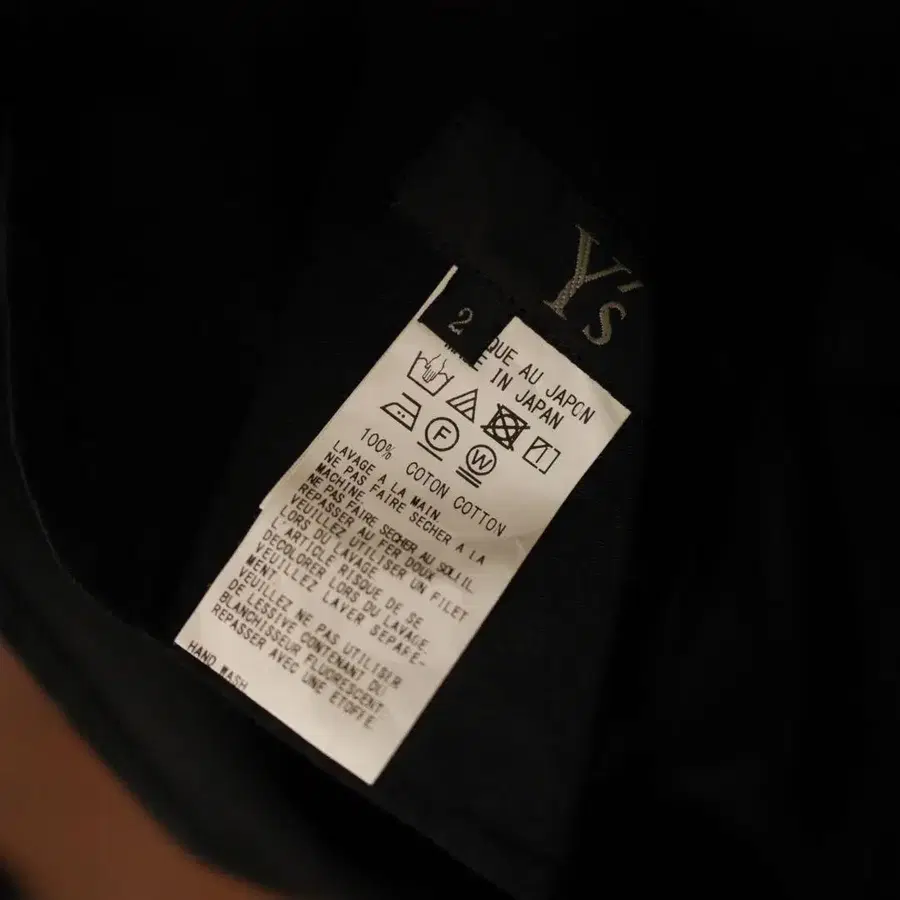 Y's
2
QUE AU JAPON
IN JAPAN
F
W
100% COTON COTTON
LAVAGE A LA MAIN.
NE PAS FAIRE SECHER A LA
MACHINE.
NE PAS FAIRE SECHER AU SOLEIL.
REPASSER AU FER DOUX.
VEUILLEZ UTILISER UN FILET
LORS DU LAVAGE.
L'ARTICLE RISQUE DE SE
DECOLORER LORS DU LAVAGE.
VEUILLEZ LAVER SEPARE-
MENT.
VEUILLEZ NE PAS UTILISER
DE LESSIVE CONTENANT DU
BLANCHISSEUR FLUORESCENT.
REPASSER AVEC UNE ETOFFE.
HAND WASH